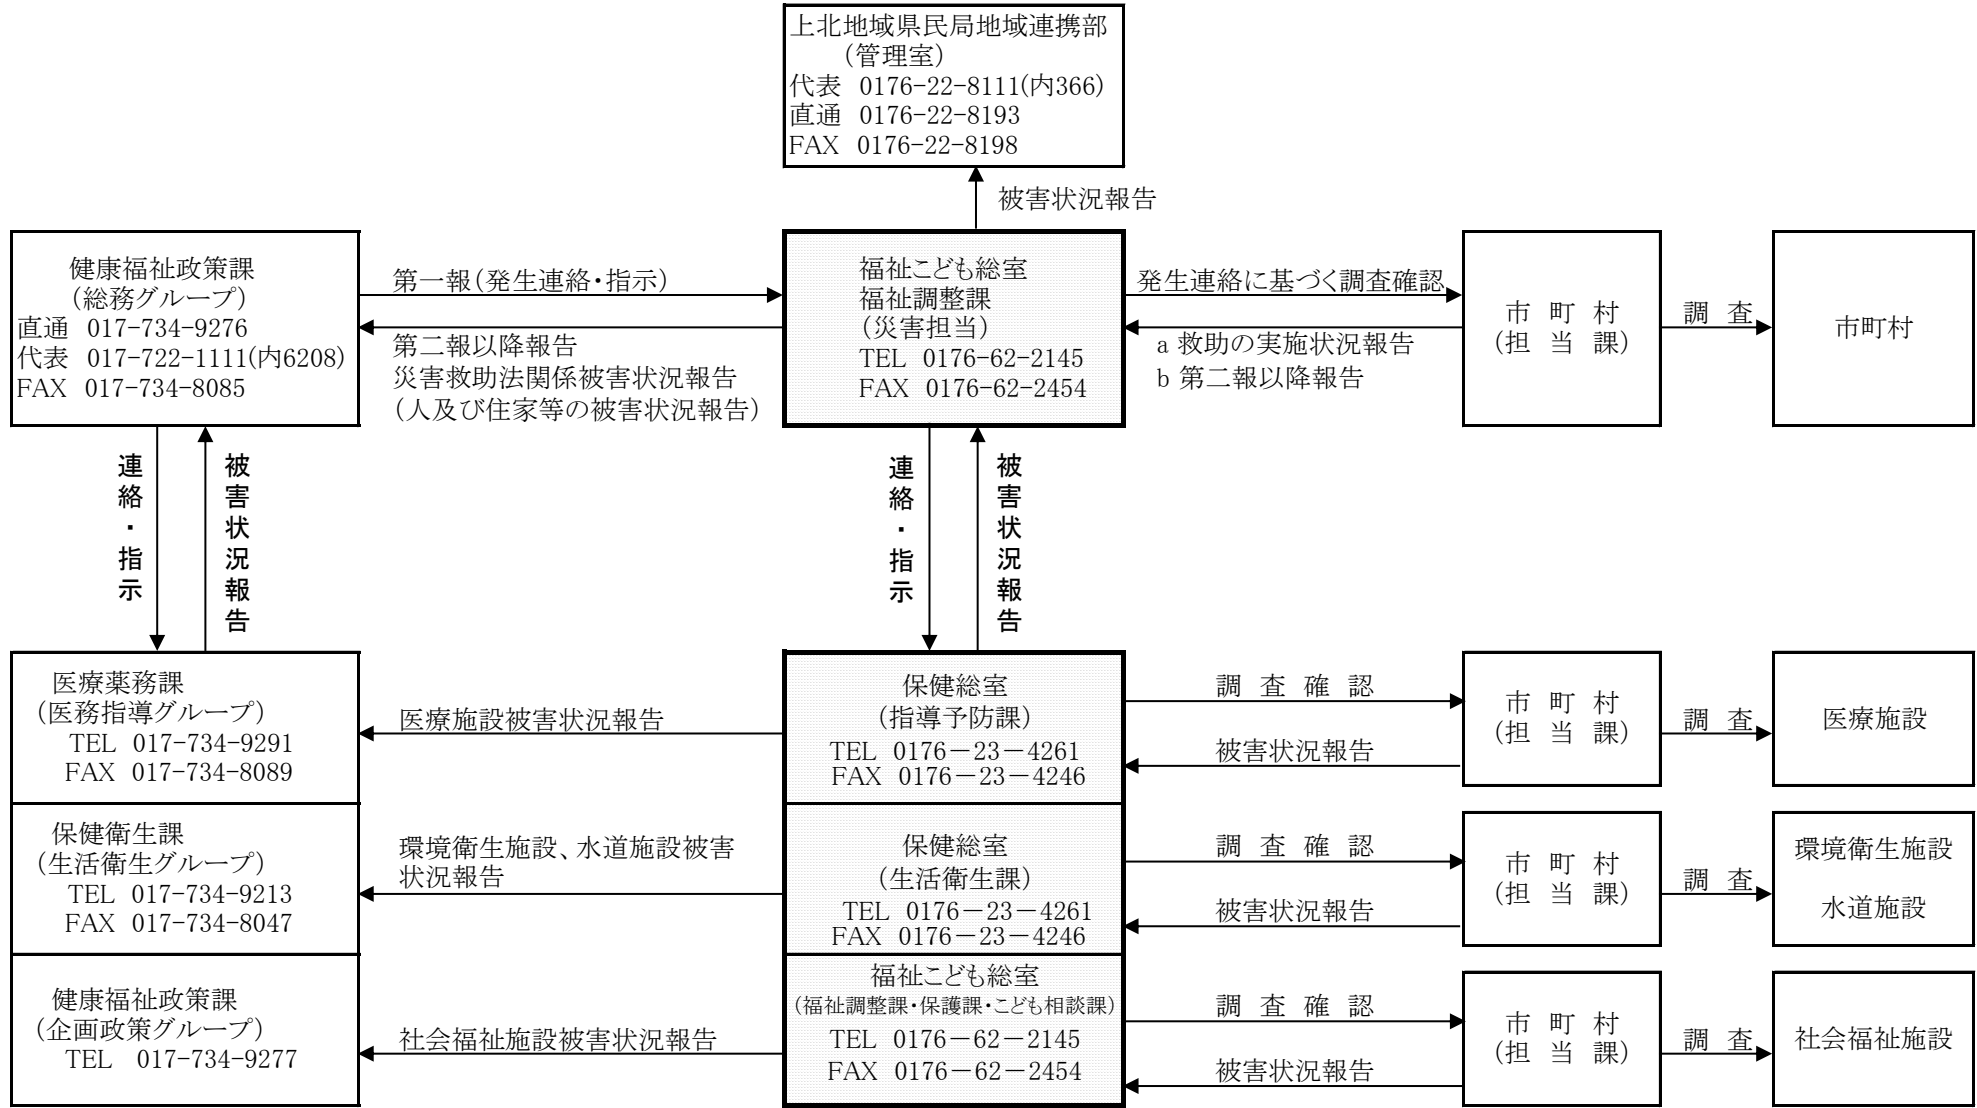 上北地域県民局地域連携部
（管理室）
代表 0176-22-8111(内366)
直通 0176-22-8193
FAX 0176-22-8198
被害状況報告
健康福祉政策課
（総務グループ）
直通 017-734-9276
代表 017-722-1111(内6208)
FAX 017-734-8085
第一報（発生連絡・指示）
第二報以降報告
災害救助法関係被害状況報告
（人及び住家等の被害状況報告）
福祉こども総室
福祉調整課
（災害担当）
TEL 0176-62-2145
FAX 0176-62-2454
発生連絡に基づく調査確認
a 救助の実施状況報告
b 第二報以降報告
市 町 村
（担 当 課）
調 査
市町村
連絡・指示
被害状況報告
連絡・指示
被害状況報告
医療薬務課
（医務指導グループ）
TEL 017-734-9291
FAX 017-734-8089
医療施設被害状況報告
保健総室
（指導予防課）
TEL 0176－23－4261
FAX 0176－23－4246
調 査 確 認
被害状況報告
市 町 村
（担 当 課）
調 査
医療施設
保健衛生課
（生活衛生グループ）
TEL 017-734-9213
FAX 017-734-8047
環境衛生施設、水道施設被害
状況報告
保健総室
（生活衛生課）
TEL 0176－23－4261
FAX 0176－23－4246
調 査 確 認
被害状況報告
市 町 村
（担 当 課）
調 査
環境衛生施設
水道施設
健康福祉政策課
（企画政策グループ）
TEL 017-734-9277
社会福祉施設被害状況報告
福祉こども総室
（福祉調整課・保護課・こども相談課）
TEL 0176－62－2145
FAX 0176－62－2454
調 査 確 認
被害状況報告
市 町 村
（担 当 課）
調 査
社会福祉施設